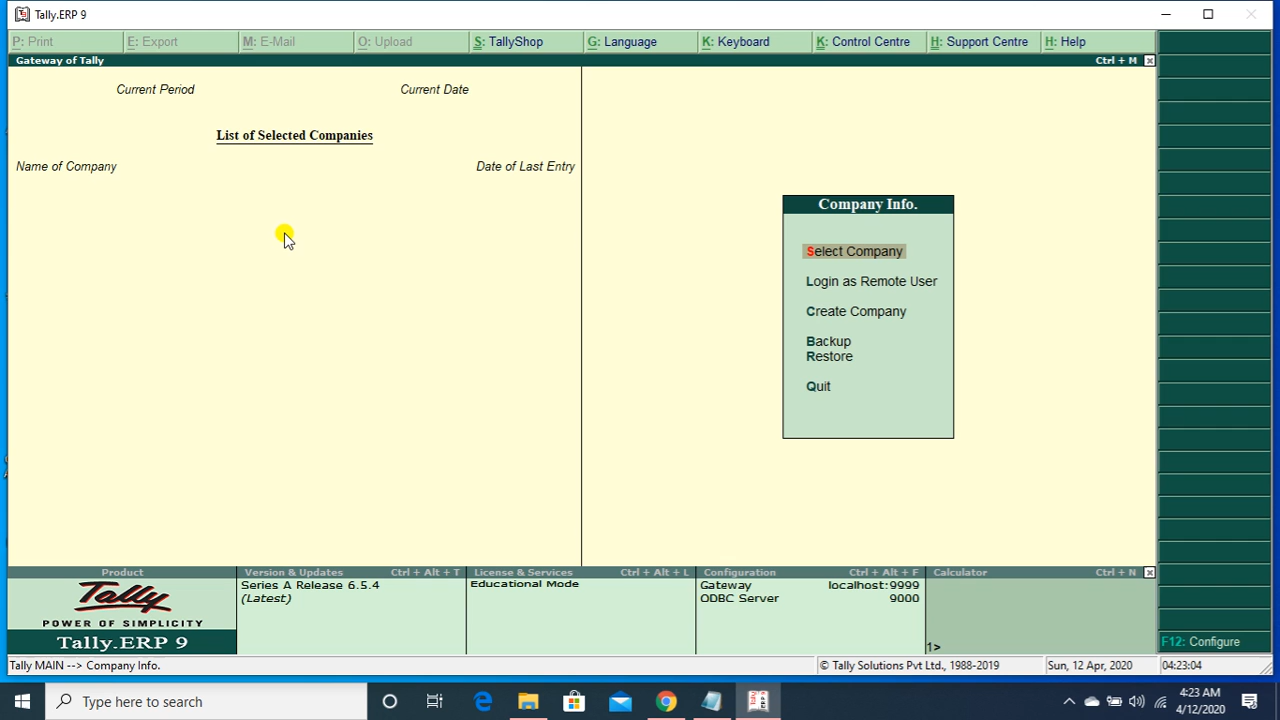 Tally.ERP 9
P: Print
E: Export
M: E-Mail
O: Upload
S: TallyShop
G: Language
K: Keyboard
K: Control Centre
H: Support Centre
H: Help
Gateway of Tally
Ctrl + M
Current Period
Current Date
List of Selected Companies
Name of Company
Date of Last Entry
Company Info.
Select Company
Login as Remote User
Create Company
Backup
Restore
Quit
Product
Tally
POWER OF SIMPLICITY
Tally.ERP 9
Version & Updates Ctrl + Alt + T
Series A Release 6.5.4
(Latest)
License & Services Ctrl + Alt + L
Educational Mode
Configuration Ctrl + Alt + F
Gateway localhost:9999
ODBC Server 9000
Calculator Ctrl + N
1>
F12: Configure
Tally MAIN --> Company Info.
© Tally Solutions Pvt Ltd., 1988-2019
Sun, 12 Apr, 2020
04:23:04
Type here to search
4:23 AM
4/12/2020